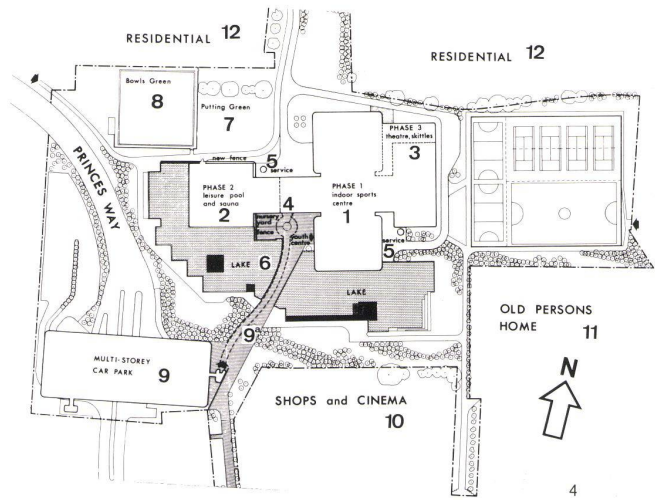 RESIDENTIAL 12
RESIDENTIAL 12
Bowls Green
8
Putting Green
7
PHASE 3
theatre, skittles
3
new fence
5
service
PRINCES WAY
PHASE 2
leisure pool
and sauna
2
4
PHASE 1
indoor sports
centre
1
nursery
yard
fence
youth
centre
service
5
LAKE
6
LAKE
OLD PERSONS
HOME 11
9a
MULTI-STOREY
CAR PARK 9
N
SHOPS and CINEMA
10
4